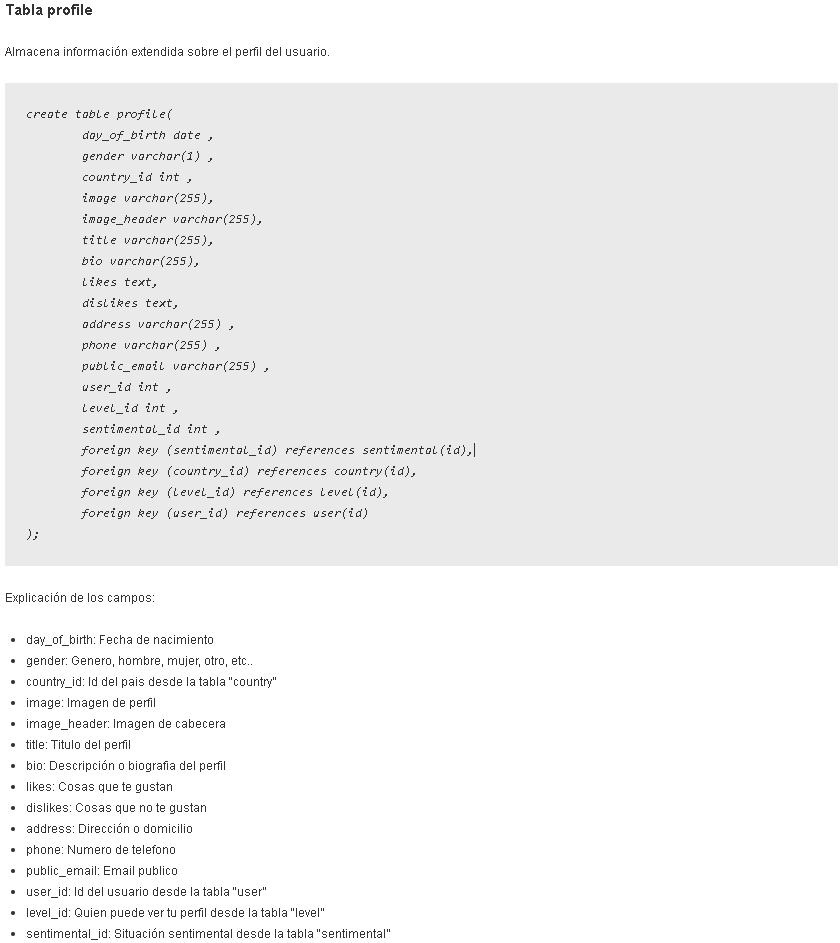 Tabla profile
Almacena información extendida sobre el perfil del usuario.
create table profile(
day_of_birth date ,
gender varchar(1) ,
country_id int ,
image varchar(255),
image_header varchar(255),
title varchar(255),
bio varchar(255),
likes text,
dislikes text,
address varchar(255) ,
phone varchar(255) ,
public_email varchar(255) ,
user_id int ,
level_id int ,
sentimental_id int ,
foreign key (sentimental_id) references sentimental(id),
foreign key (country_id) references country(id),
foreign key (level_id) references level(id),
foreign key (user_id) references user(id)
);
Explicación de los campos:
• day_of_birth: Fecha de nacimiento
• gender: Genero, hombre, mujer, otro, etc..
• country_id: Id del pais desde la tabla "country"
• image: Imagen de perfil
• image_header: Imagen de cabecera
• title: Titulo del perfil
• bio: Descripción o biografia del perfil
• likes: Cosas que te gustan
• dislikes: Cosas que no te gustan
• address: Dirección o domicilio
• phone: Numero de telefono
• public_email: Email publico
• user_id: Id del usuario desde la tabla "user"
• level_id: Quien puede ver tu perfil desde la tabla "level"
• sentimental_id: Situación sentimental desde la tabla "sentimental"